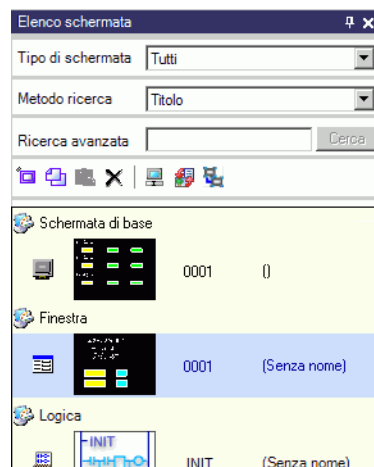 Elenco schermata
Tipo di schermata Tutti
Metodo ricerca Titolo
Ricerca avanzata Cerca
Schermata di base
0001 ()
Finestra
0001 (Senza nome)
Logica
INIT
INIT (Senza nome)